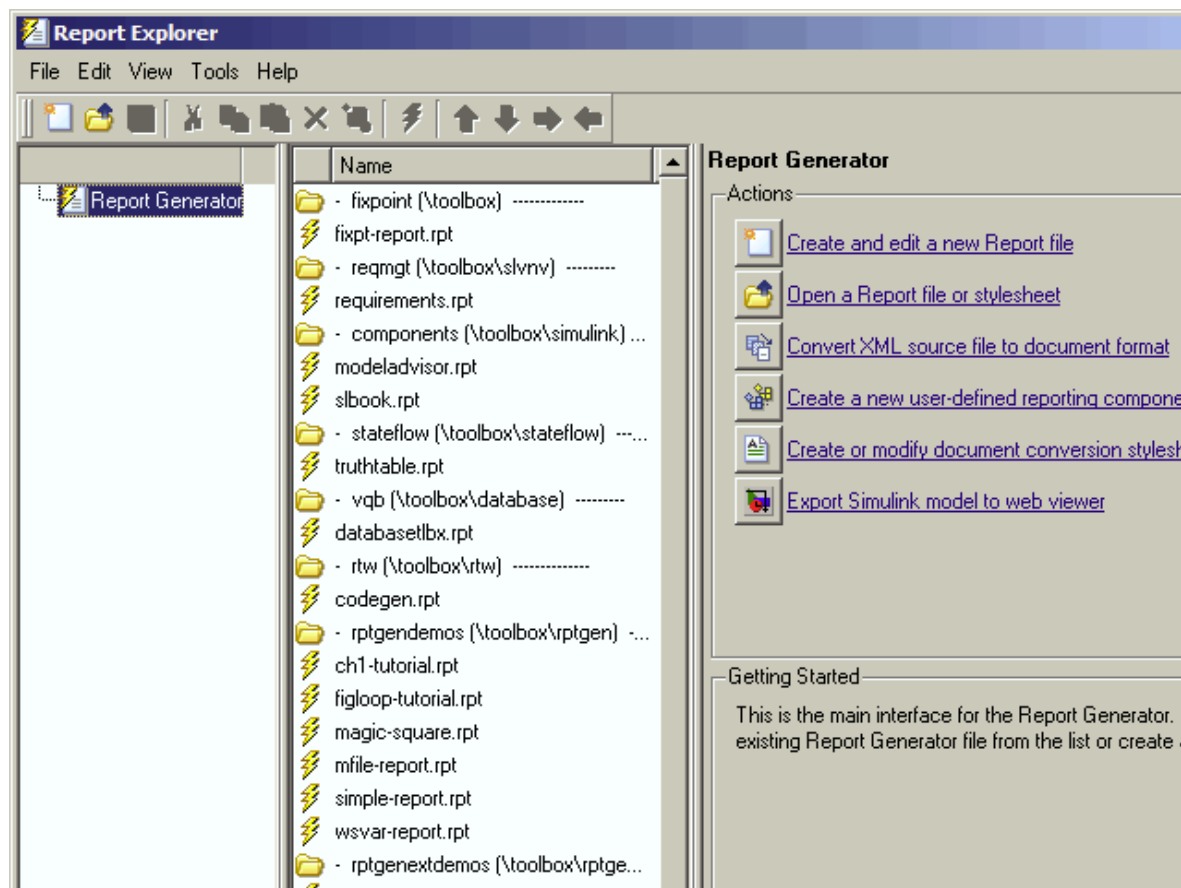 Report Explorer
File Edit View Tools Help
Report Generator
Name
- fixpoint (\toolbox) -------------
fixpt-report.rpt
- reqmgt (\toolbox\slvnv) ---------
requirements.rpt
- components (\toolbox\simulink) ...
modeladvisor.rpt
slbook.rpt
- stateflow (\toolbox\stateflow) ---...
truthtable.rpt
- vqb (\toolbox\database) ---------
databasetlbx.rpt
- rtw (\toolbox\rtw) --------------
codegen.rpt
- rptgendemos (\toolbox\rptgen) -...
ch1-tutorial.rpt
figloop-tutorial.rpt
magic-square.rpt
mfile-report.rpt
simple-report.rpt
wsvar-report.rpt
- rptgenextdemos (\toolbox\rptge...
Report Generator
Actions
Create and edit a new Report file
Open a Report file or stylesheet
Convert XML source file to document format
Create a new user-defined reporting compone
Create or modify document conversion stylesh
Export Simulink model to web viewer
Getting Started
This is the main interface for the Report Generator.
existing Report Generator file from the list or create